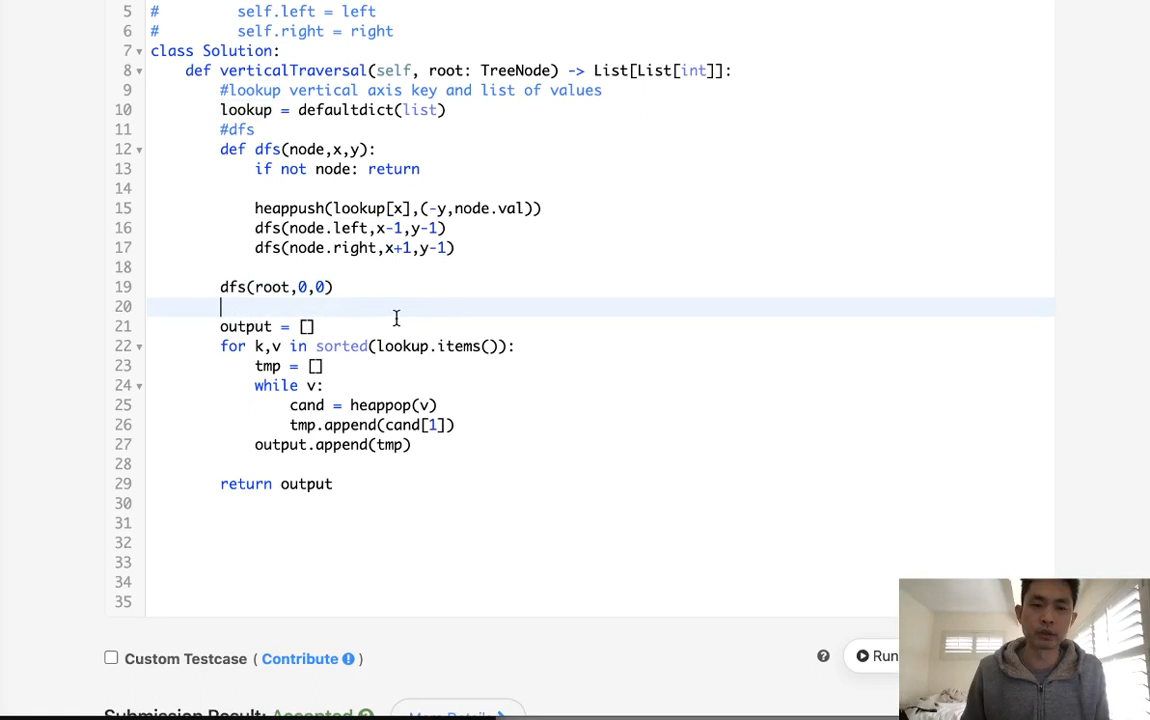 5 #         self.left = left
6 #         self.right = right
7 class Solution:
8     def verticalTraversal(self, root: TreeNode) -> List[List[int]]:
9         #lookup vertical axis key and list of values
10         lookup = defaultdict(list)
11         #dfs
12         def dfs(node,x,y):
13             if not node: return
14
15             heappush(lookup[x],(-y,node.val))
16             dfs(node.left,x-1,y-1)
17             dfs(node.right,x+1,y-1)
18
19         dfs(root,0,0)
20
21         output = []
22         for k,v in sorted(lookup.items()):
23             tmp = []
24             while v:
25                 cand = heappop(v)
26                 tmp.append(cand[1])
27             output.append(tmp)
28
29         return output
30
31
32
33
34
35
Custom Testcase ( Contribute ! )
? Run
Submission Result: Accepted ? More Details